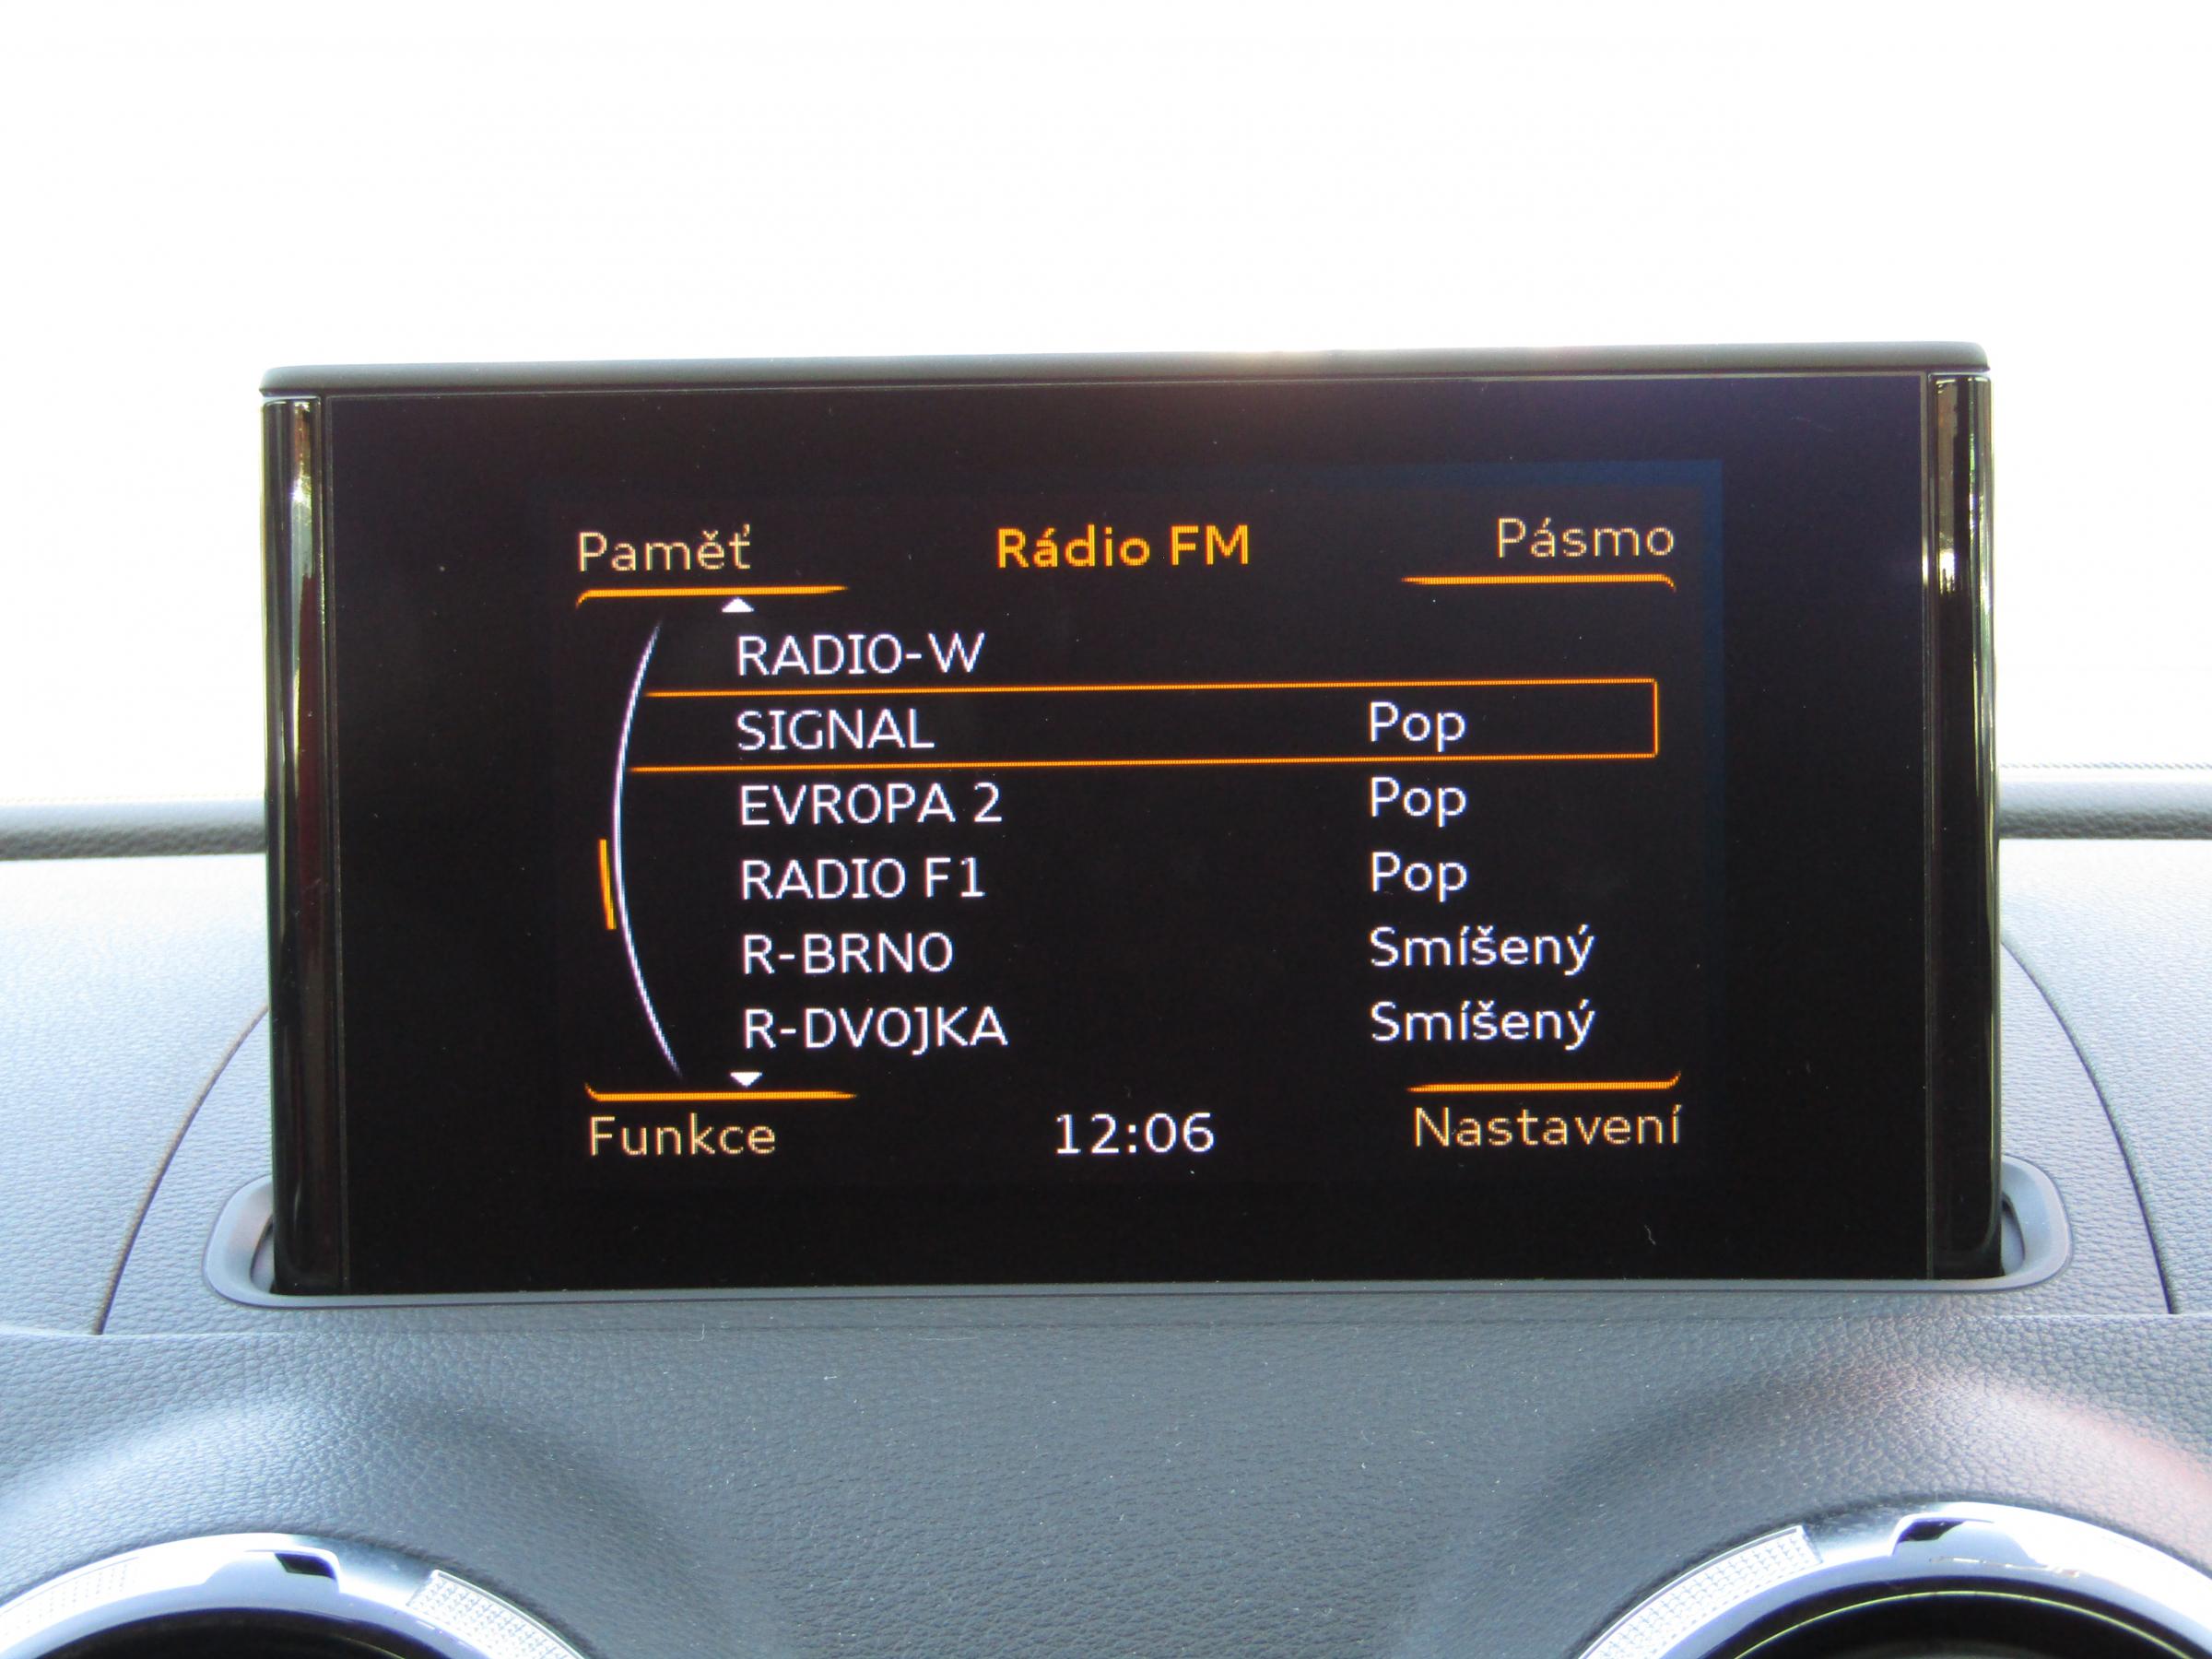 Paměť Rádio FM Pásmo
RADIO-W
SIGNAL Pop
EVROPA 2 Pop
RADIO F1 Pop
R-BRNO Smíšený
R-DVOJKA Smíšený
Funkce 12:06 Nastavení